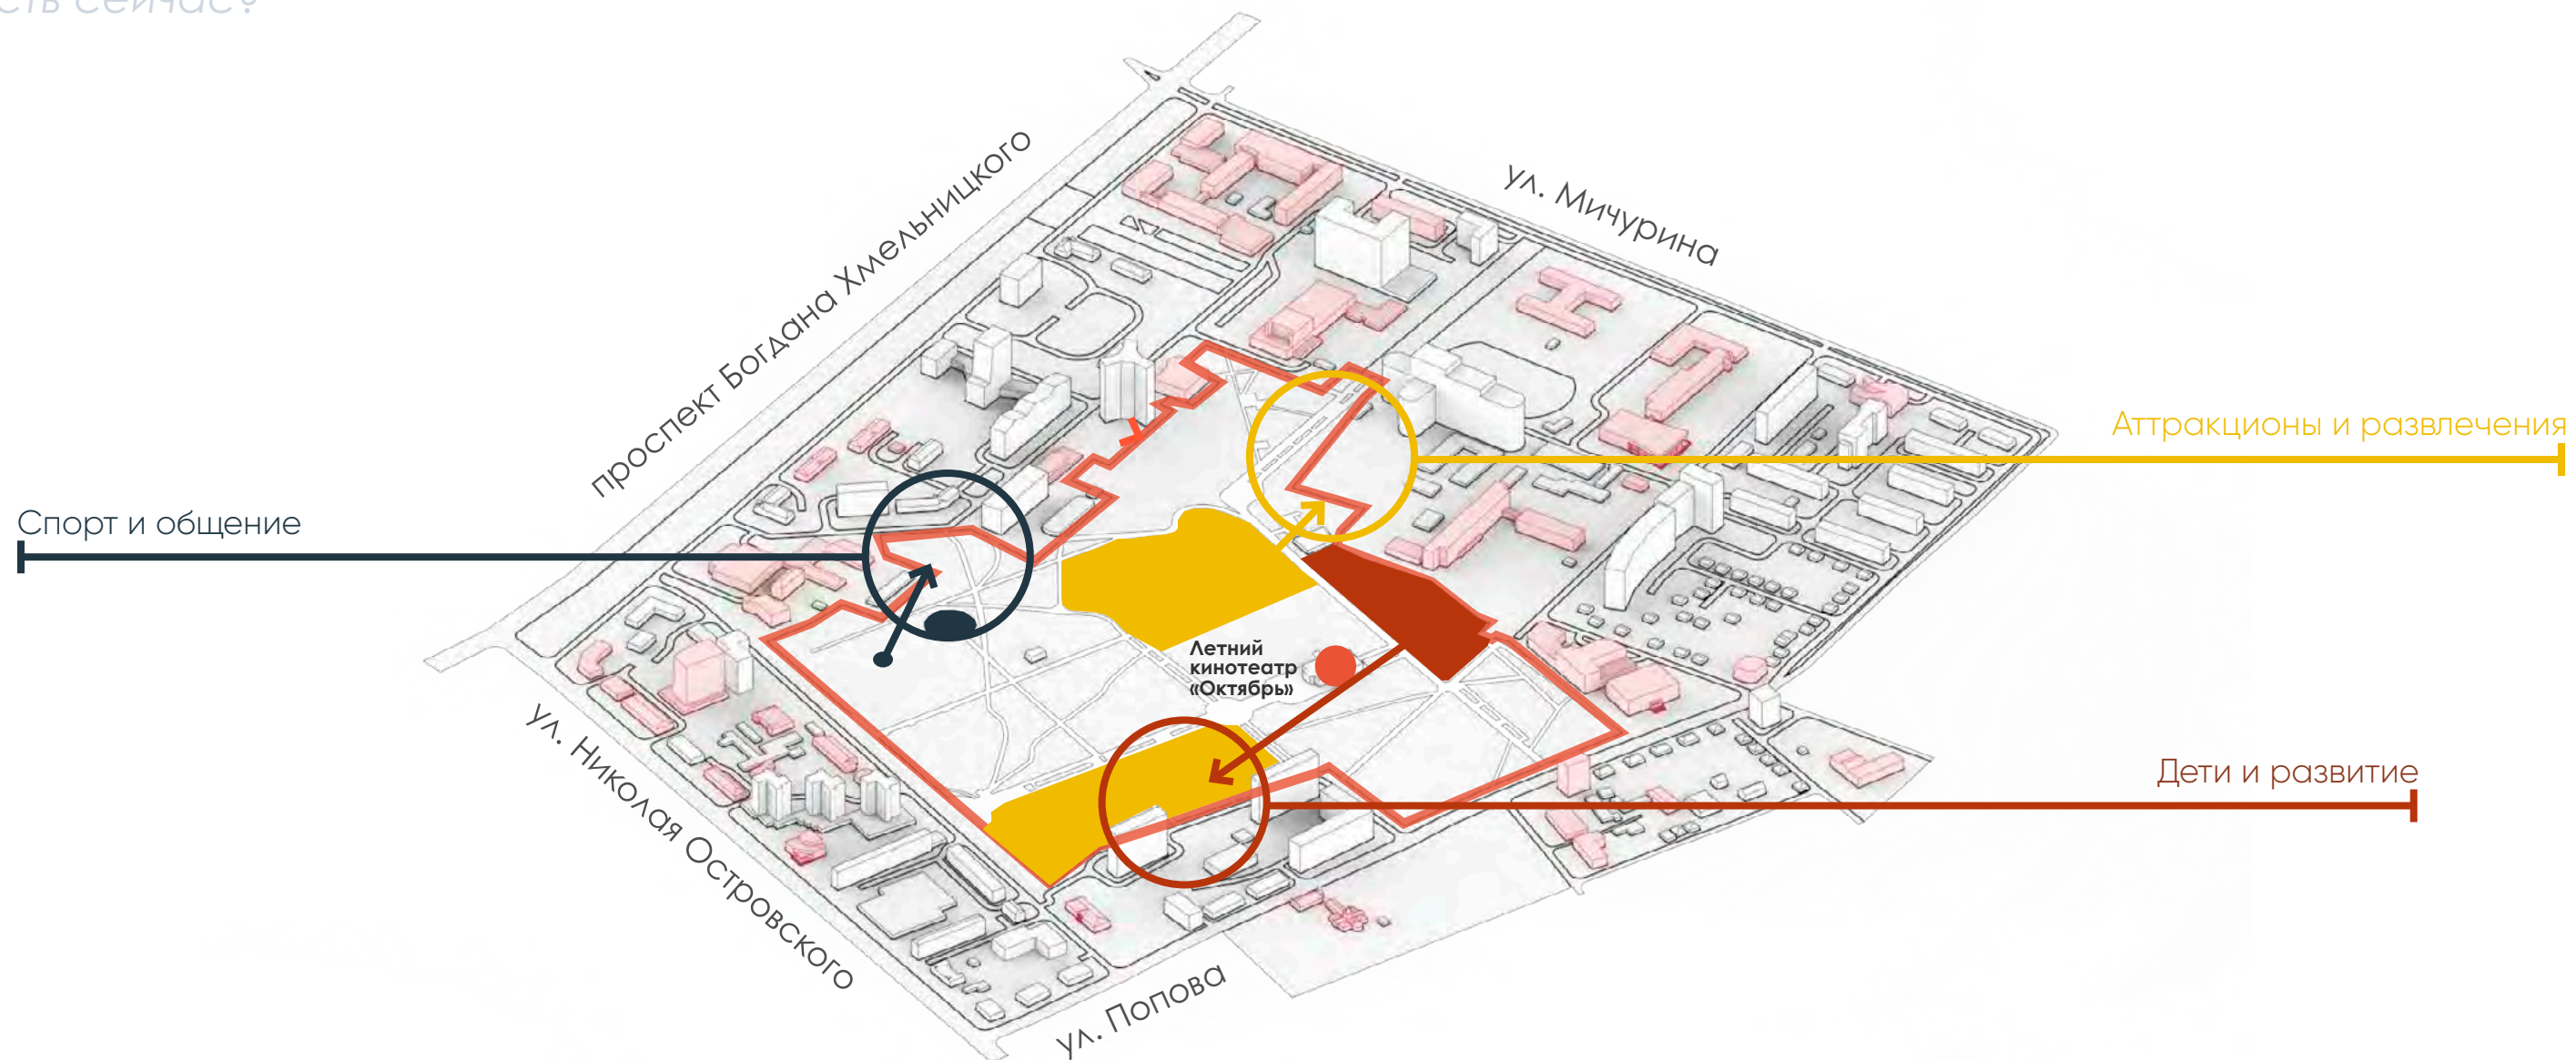 сейчас?
проспект Богдана Хмельницкого
ул. Мичурина
Аттракционы и развлечения
Спорт и общение
Летний
кинотеатр
«Октябрь»
ул. Николая Островского
Дети и развитие
ул. Попова